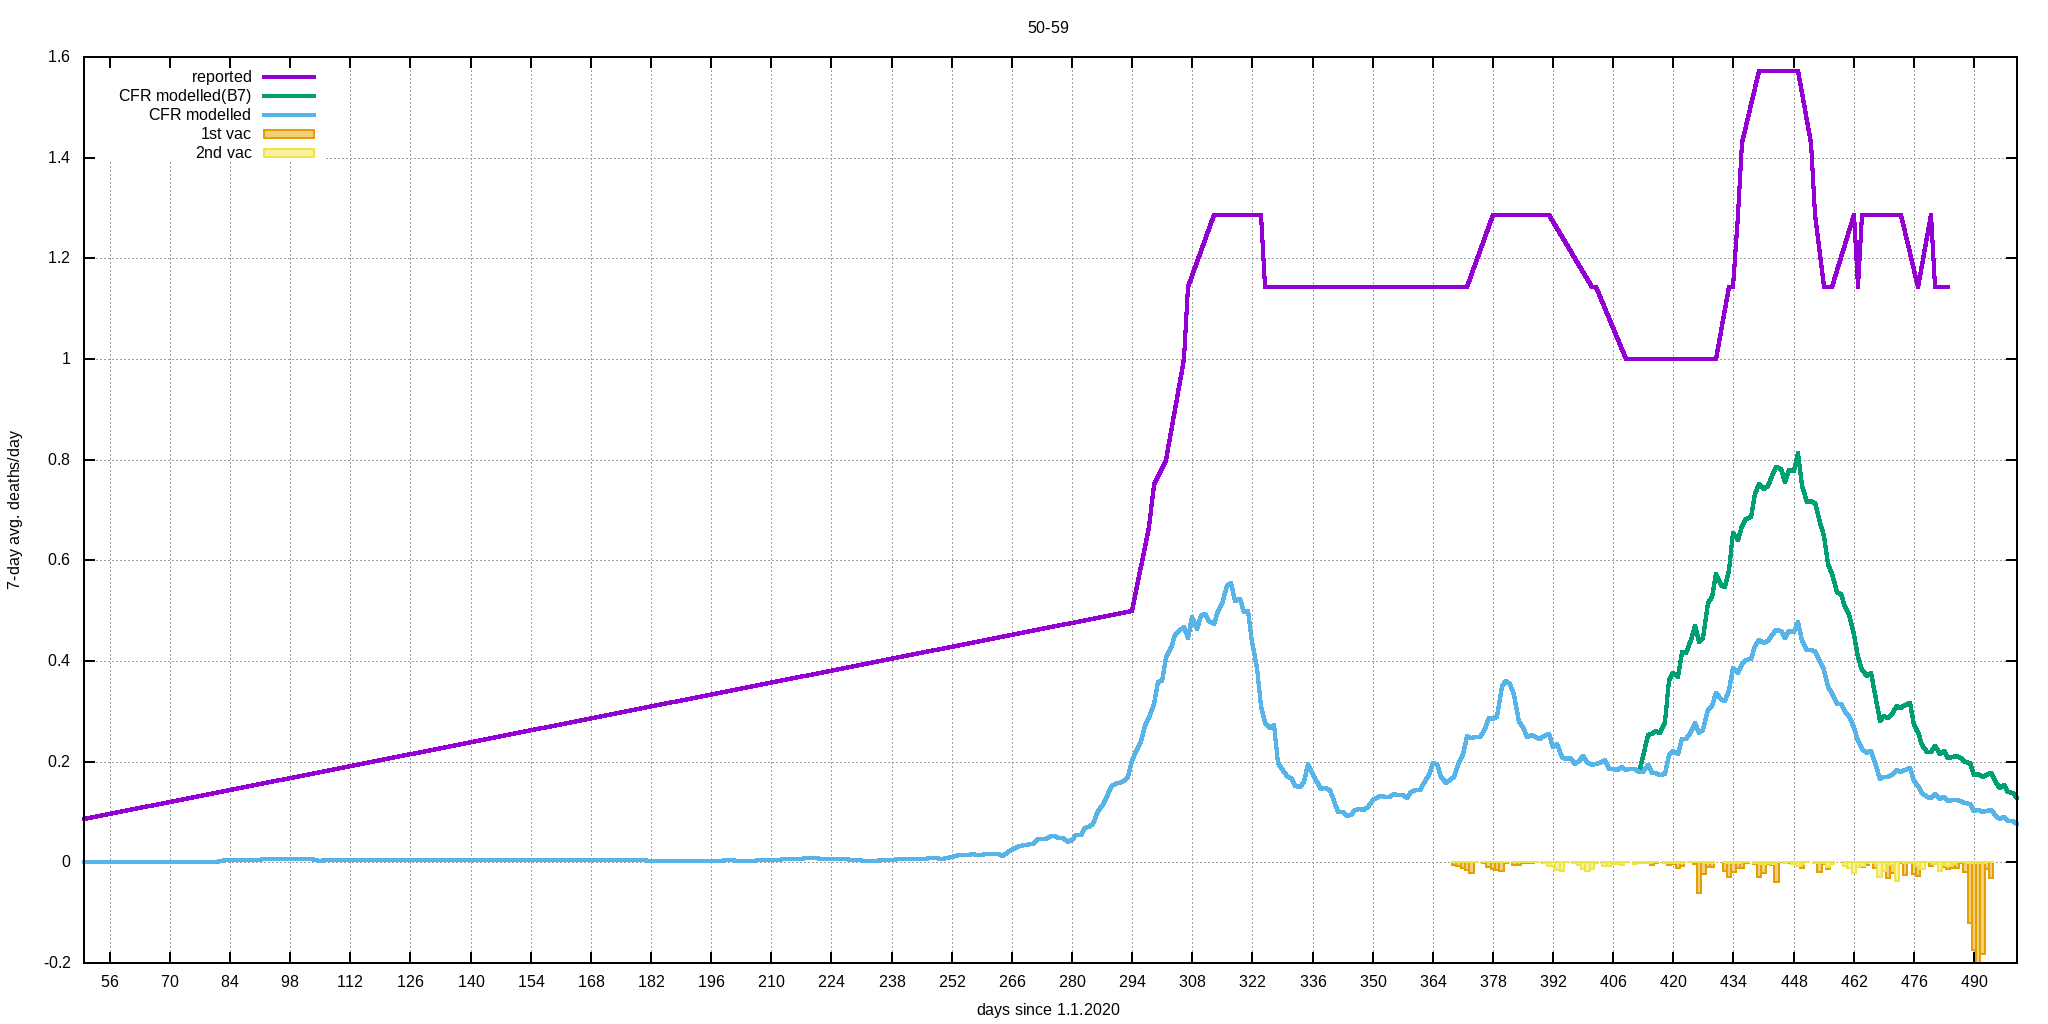 50-59
reported
CFR modelled(B7)
CFR modelled
1st vac
2nd vac
1.6
1.4
1.2
1
0.8
0.6
0.4
0.2
0
-0.2
7-day avg. deaths/day
56 70 84 98 112 126 140 154 168 182 196 210 224 238 252 266 280 294 308 322 336 350 364 378 392 406 420 434 448 462 476 490
days since 1.1.2020